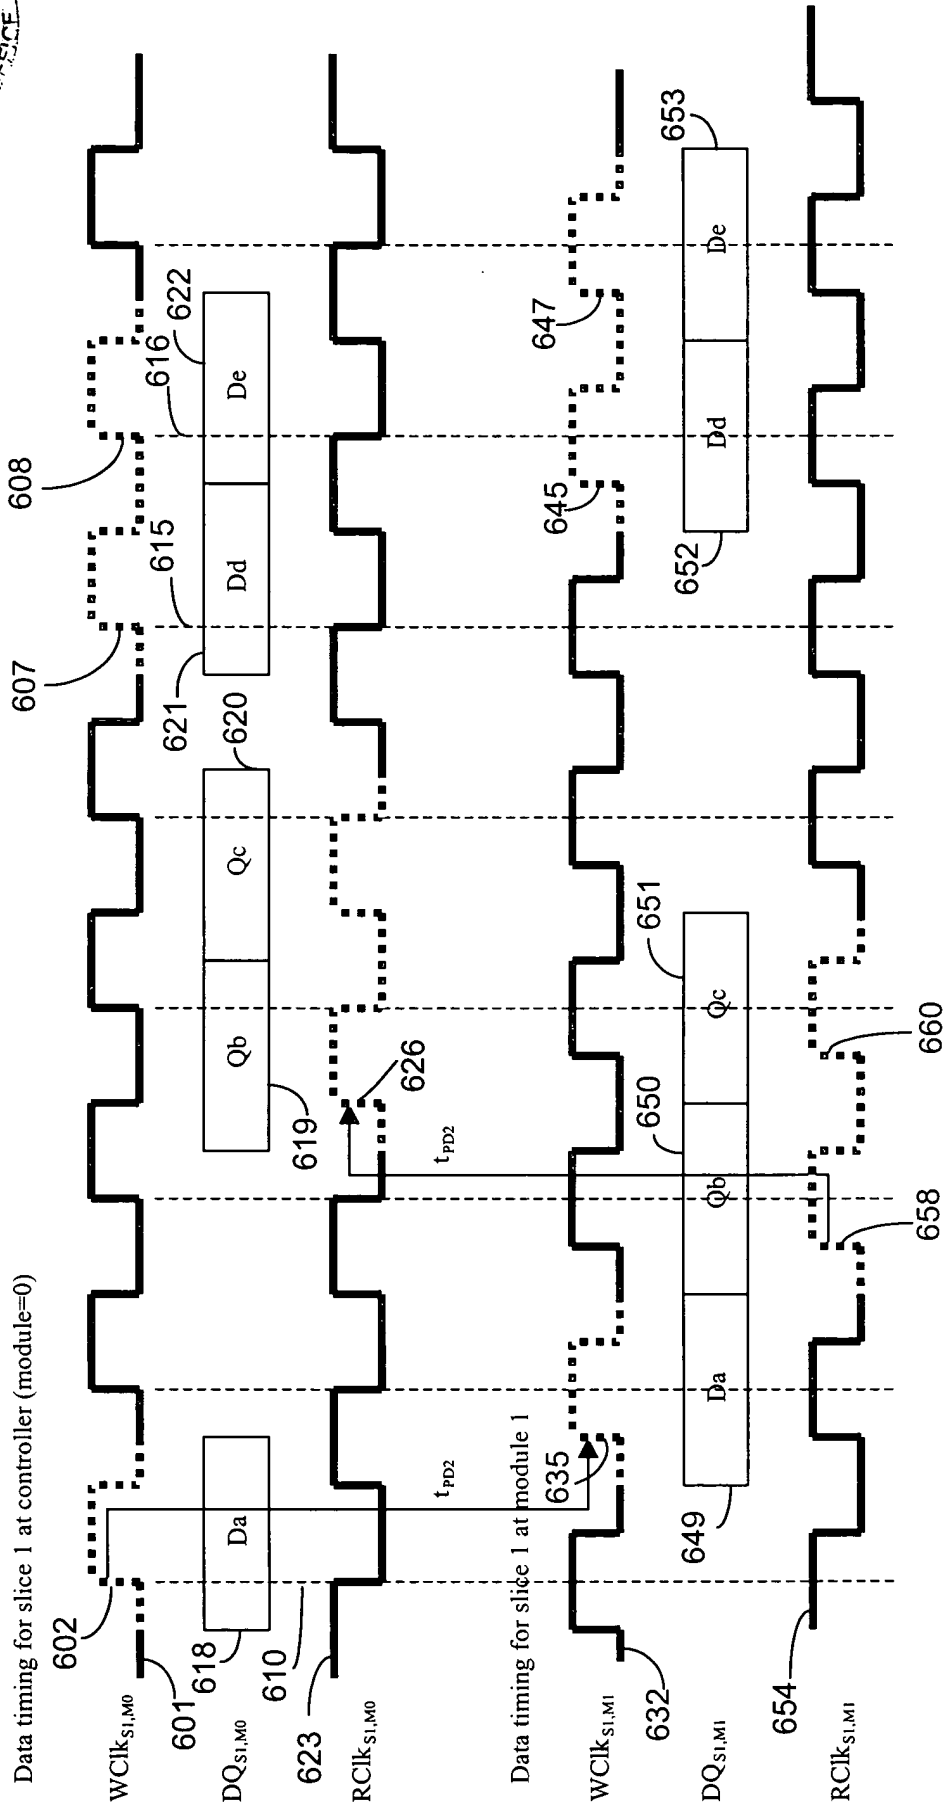 Data timing for slice 1 at controller (module=0)
WClk S1,M0
601
602
607
608
DQ S1,M0
618
Da
610
619
Qb
Qc
620
621
Dd
615
De
616
622
RClk S1,M0
623
626
tPD2
tPD2
Data timing for slice 1 at module 1
WClk S1,M1
632
635
645
647
DQ S1,M1
649
Da
Qb
650
Qc
651
652
Dd
De
653
RClk S1,M1
654
658
660